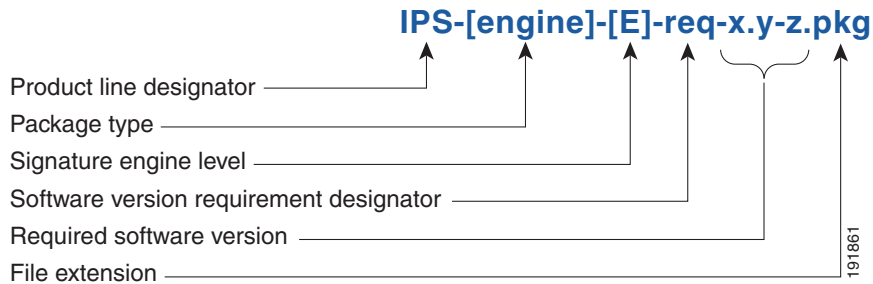 IPS-[engine]-[E]-req-x.y-z.pkg
Product line designator
Package type
Signature engine level
Software version requirement designator
Required software version
File extension
191861